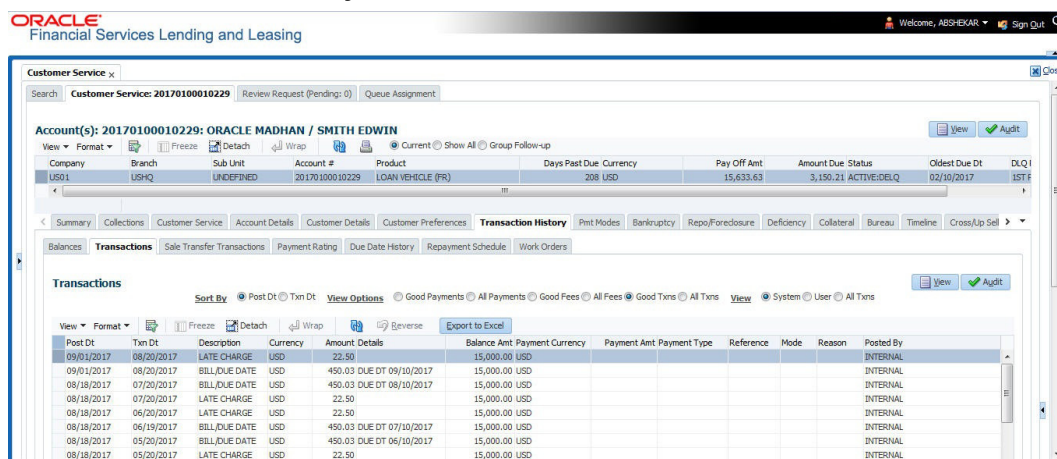 ORACLE
Financial Services Lending and Leasing
Welcome, ABSHEKAR Sign Out
Customer Service x
Search Customer Service: 20170100010229 Review Request (Pending: 0) Queue Assignment
Account(s): 20170100010229: ORACLE MADHAN / SMITH EDWIN
View Audit
View Format Freeze Detach Wrap Current Show All Group Follow-up
Company Branch Sub Unit Account # Product Days Past Due Currency Pay Off Amt Amount Due Status Oldest Due Dt DLQ
US01 USHQ UNDEFINED 20170100010229 LOAN VEHICLE (FR) 208 USD 15,633.63 3,150.21 ACTIVE:DELQ 02/10/2017 1ST
Summary Collections Customer Service Account Details Customer Details Customer Preferences Transaction History Pmt Modes Bankruptcy Repo/Foreclosure Deficiency Collateral Bureau Timeline Cross/Up Sell
Balances Transactions Sale Transfer Transactions Payment Rating Due Date History Repayment Schedule Work Orders
Transactions
View Audit
Sort By Post Dt Txn Dt View Options Good Payments All Payments Good Fees All Fees Good Txns All Txns View System User All Txns
View Format Freeze Detach Wrap Reverse Export to Excel
Post Dt Txn Dt Description Currency Amount Details Balance Amt Payment Currency Payment Amt Payment Type Reference Mode Reason Posted By
09/01/2017 08/20/2017 LATE CHARGE USD 22.50 15,000.00 USD INTERNAL
09/01/2017 08/20/2017 BILL/DUE DATE USD 450.03 DUE DT 09/10/2017 15,000.00 USD INTERNAL
08/18/2017 07/20/2017 BILL/DUE DATE USD 450.03 DUE DT 08/10/2017 15,000.00 USD INTERNAL
08/18/2017 07/20/2017 LATE CHARGE USD 22.50 15,000.00 USD INTERNAL
08/18/2017 06/20/2017 LATE CHARGE USD 22.50 15,000.00 USD INTERNAL
08/18/2017 06/19/2017 BILL/DUE DATE USD 450.03 DUE DT 07/10/2017 15,000.00 USD INTERNAL
08/18/2017 05/20/2017 BILL/DUE DATE USD 450.03 DUE DT 06/10/2017 15,000.00 USD INTERNAL
08/18/2017 05/20/2017 LATE CHARGE USD 22.50 15,000.00 USD INTERNAL